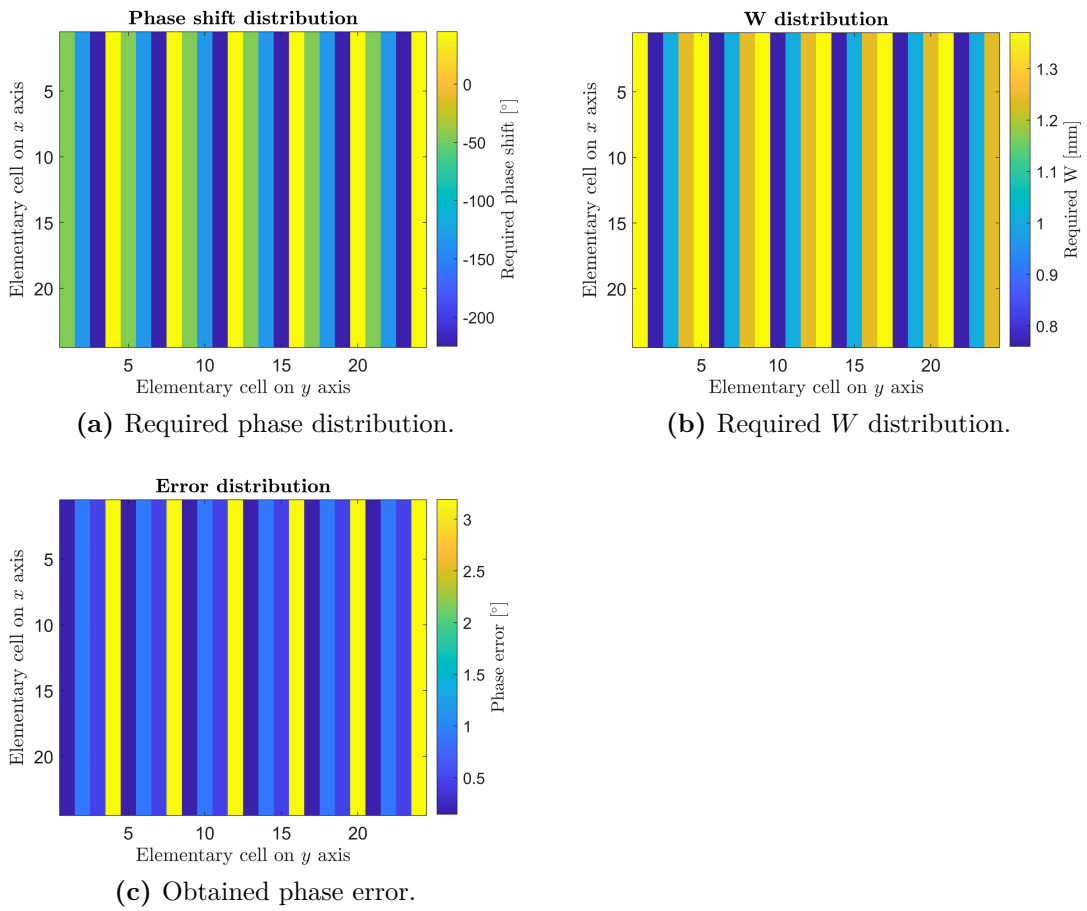 Phase shift distribution
Elementary cell on x axis
5
10
15
20
5
10
15
20
Elementary cell on y axis
0
-50
-100
-150
-200
Required phase shift [°]
(a) Required phase distribution.
W distribution
Elementary cell on x axis
5
10
15
20
5
10
15
20
Elementary cell on y axis
1.3
1.2
1.1
1
0.9
0.8
Required W [mm]
(b) Required W distribution.
Error distribution
Elementary cell on x axis
5
10
15
20
5
10
15
20
Elementary cell on y axis
3
2.5
2
1.5
1
0.5
Phase error [°]
(c) Obtained phase error.